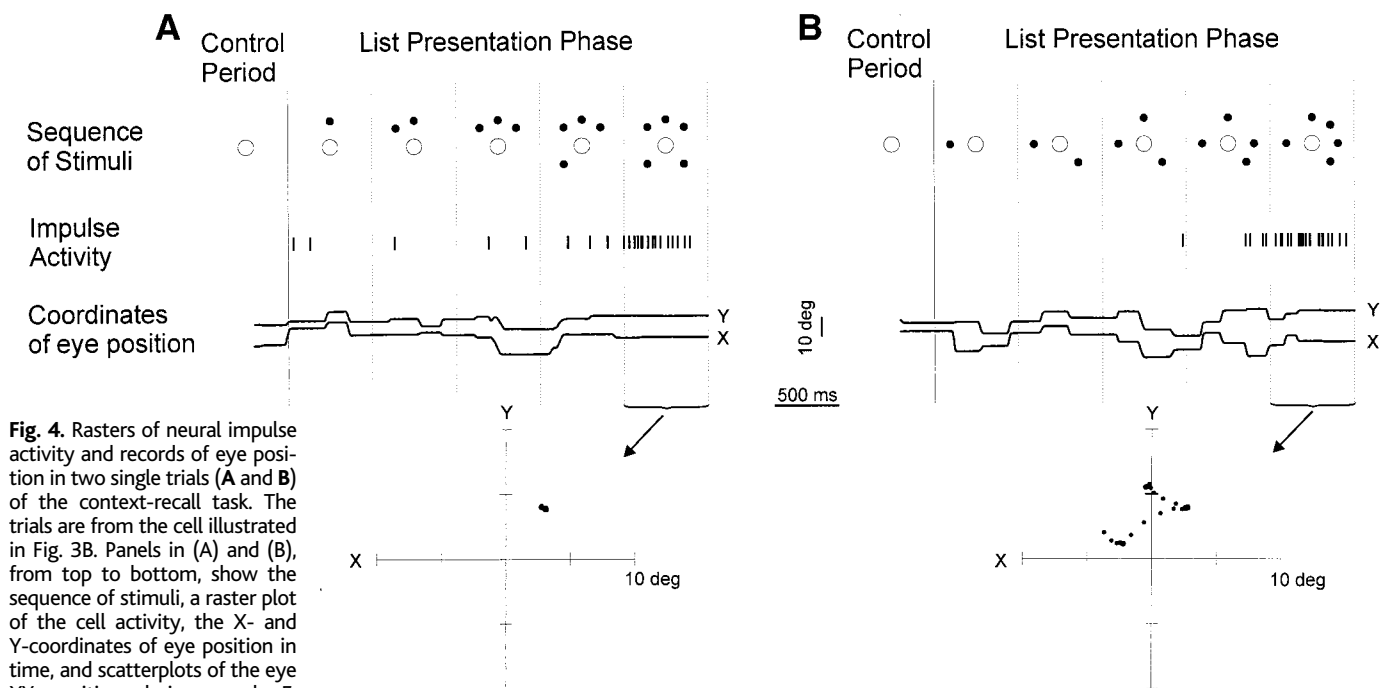 A
Control
Period
List Presentation Phase
B
Control
Period
List Presentation Phase
Sequence
of Stimuli
Impulse
Activity
Coordinates
of eye position
Y
X
10 deg
Y
X
500 ms
Y
X
10 deg
Y
X
10 deg
Fig. 4. Rasters of neural impulse
activity and records of eye posi-
tion in two single trials (A and B)
of the context-recall task. The
trials are from the cell illustrated
in Fig. 3B. Panels in (A) and (B),
from top to bottom, show the
sequence of stimuli, a raster plot
of the cell activity, the X- and
Y-coordinates of eye position in
time, and scatterplots of the eye